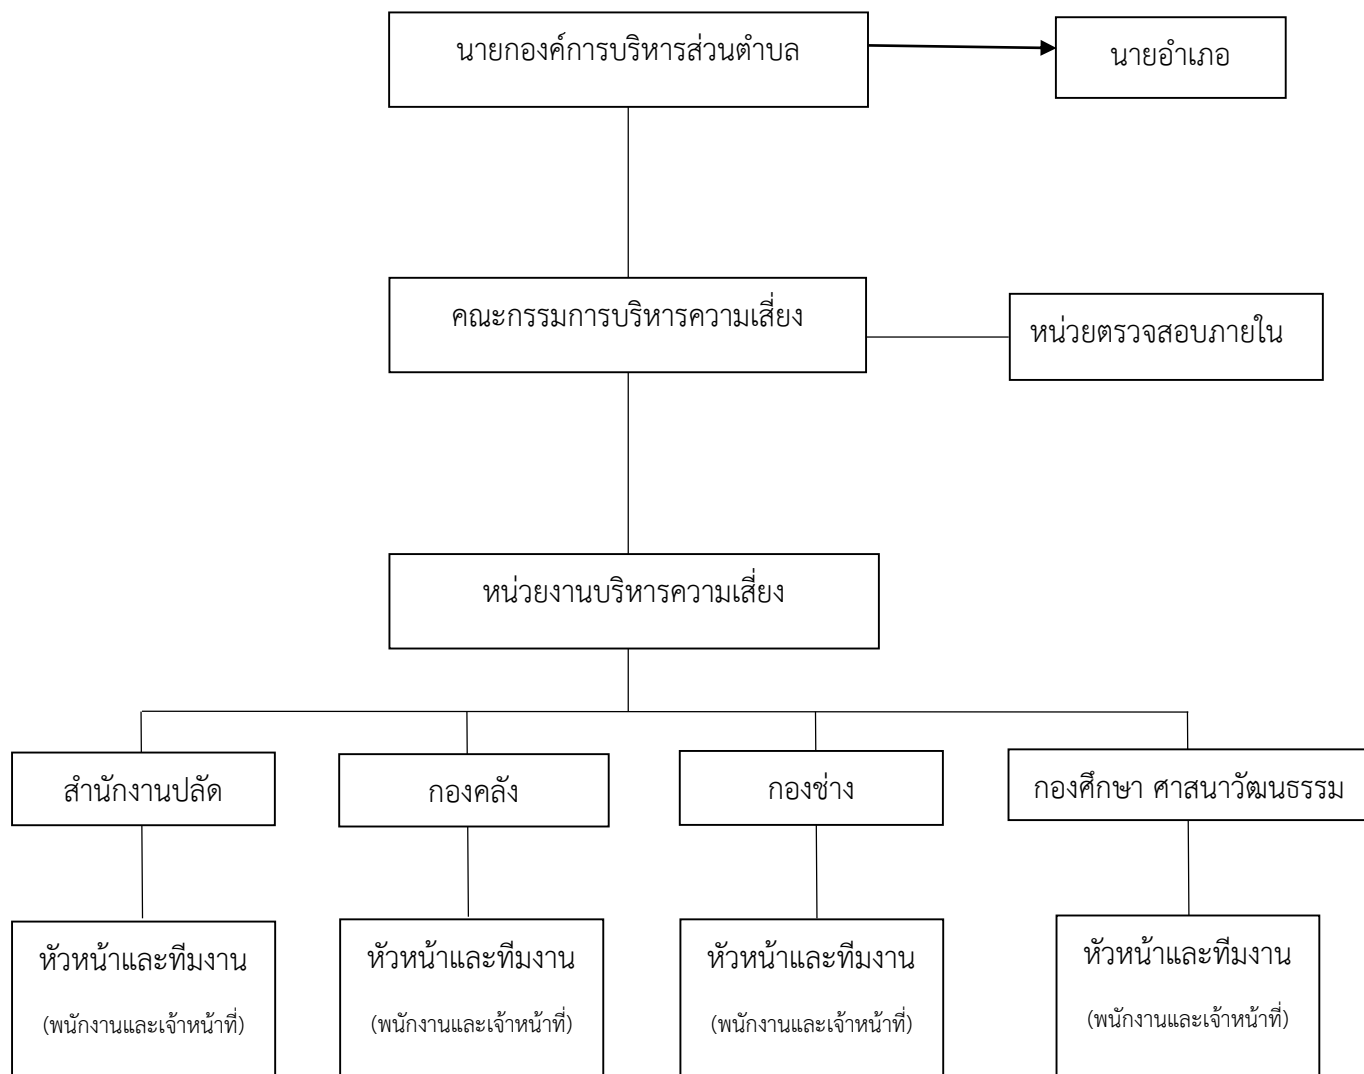 นายกองค์การบริหารส่วนตำบล
นายอำเภอ
คณะกรรมการบริหารความเสี่ยง
หน่วยตรวจสอบภายใน
หน่วยงานบริหารความเสี่ยง
สำนักงานปลัด
กองคลัง
กองช่าง
กองศึกษา ศาสนาวัฒนธรรม
หัวหน้าและทีมงาน
(พนักงานและเจ้าหน้าที่)
หัวหน้าและทีมงาน
(พนักงานและเจ้าหน้าที่)
หัวหน้าและทีมงาน
(พนักงานและเจ้าหน้าที่)
หัวหน้าและทีมงาน
(พนักงานและเจ้าหน้าที่)